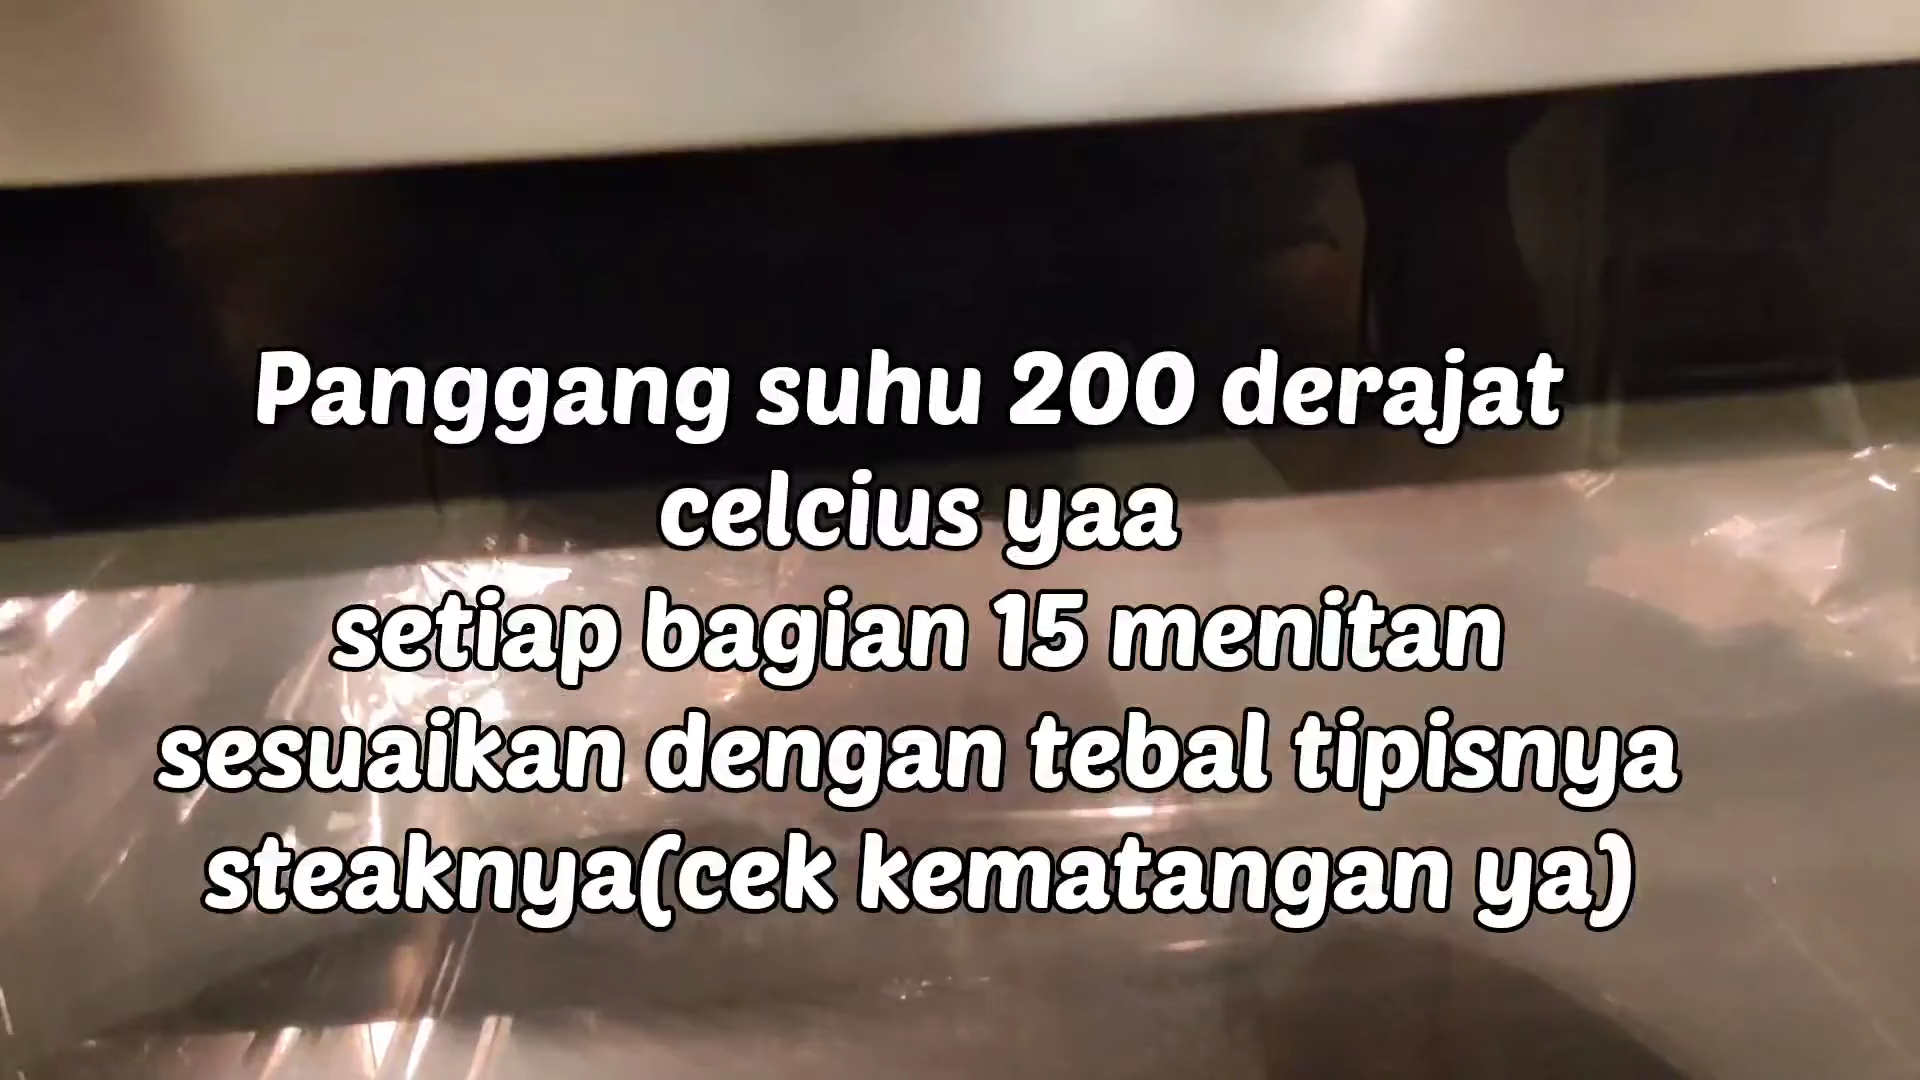 Panggang suhu 200 derajat
celcius yaa
setiap bagian 15 menitan
sesuaikan dengan tebal tipisnya
steaknya(cek kematangan ya)